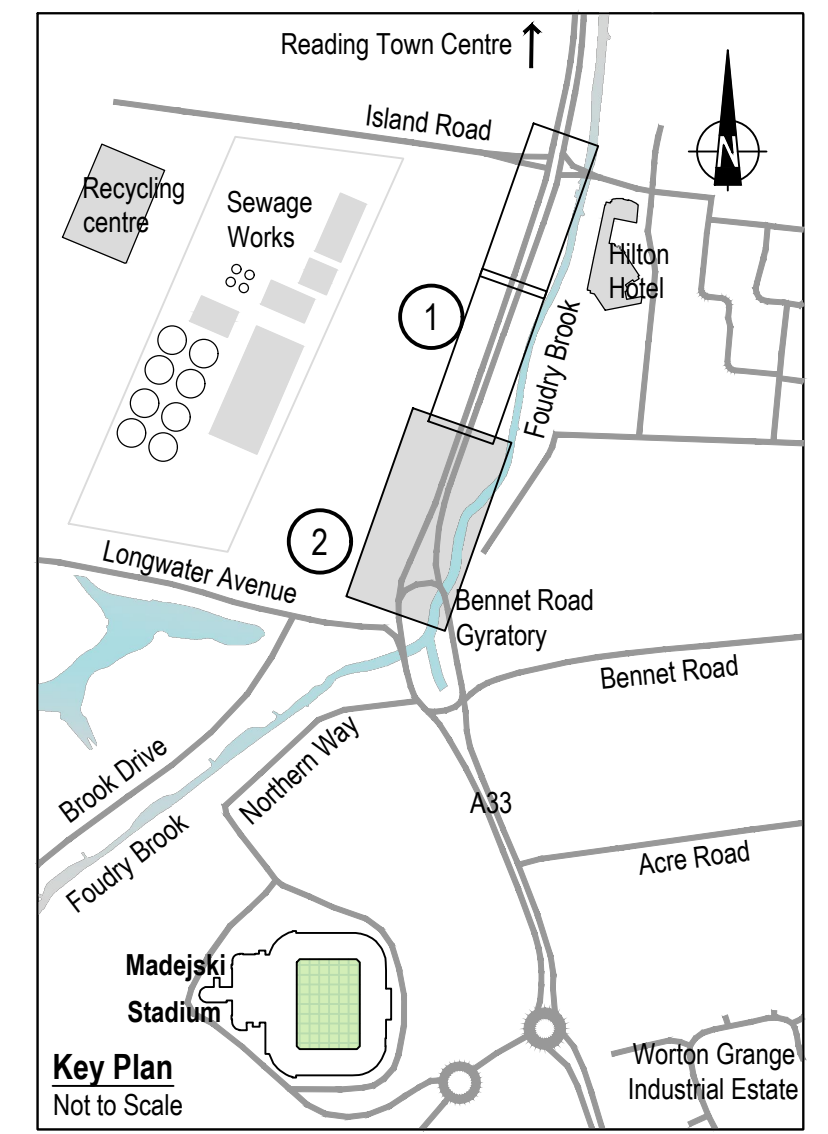 Reading Town Centre
Island Road
N
Recycling
centre
Sewage
Works
Hilton
Hotel
1
Foudry Brook
2
Longwater Avenue
Bennet Road
Gyratory
Bennet Road
Brook Drive
Northern Way
A33
Foudry Brook
Acre Road
Madejski
Stadium
Key Plan
Not to Scale
Worton Grange
Industrial Estate